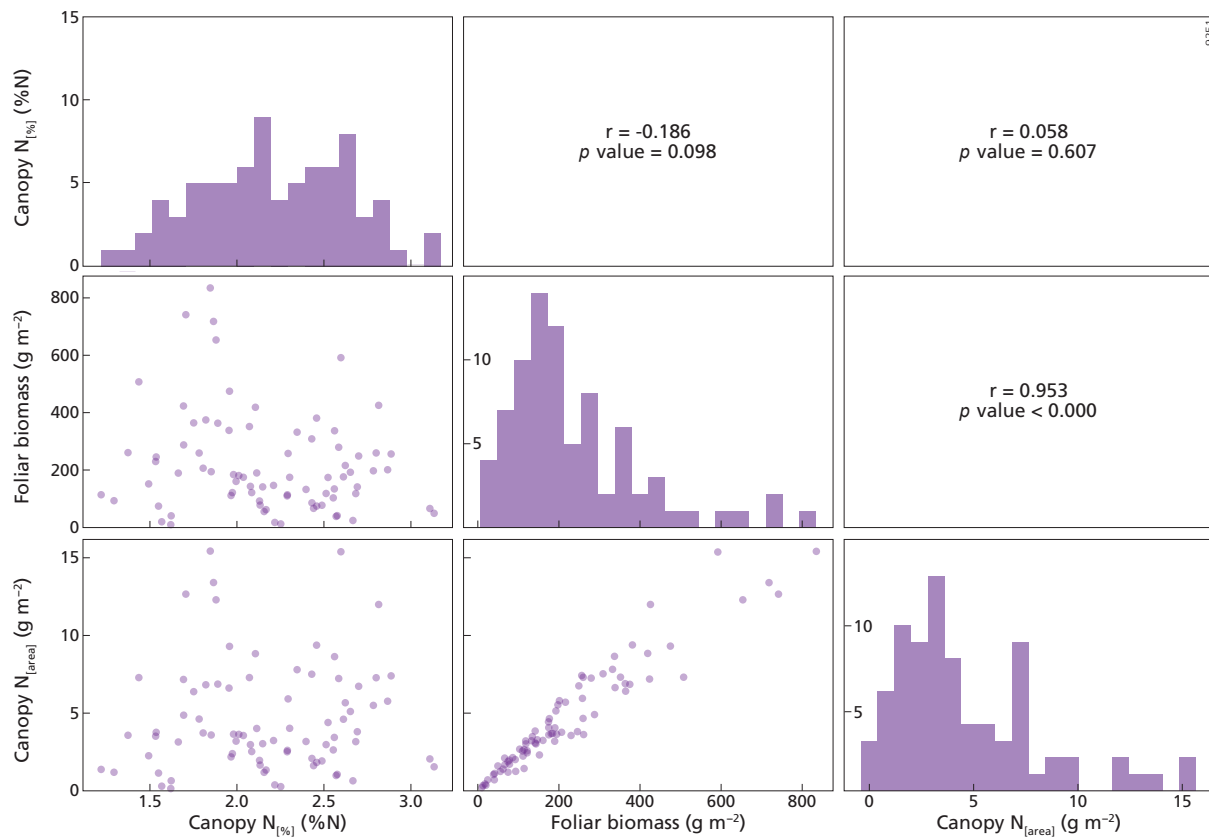 15
10
5
0
Canopy N[%] (%N)
r = -0.186
p value = 0.098
r = 0.058
p value = 0.607
800
600
400
200
0
Foliar biomass (g m⁻²)
10
5
r = 0.953
p value < 0.000
15
10
5
0
Canopy N[area] (g m⁻²)
10
5
1.5 2.0 2.5 3.0
Canopy N[%] (%N)
0 200 400 600 800
Foliar biomass (g m⁻²)
0 5 10 15
Canopy N[area] (g m⁻²)